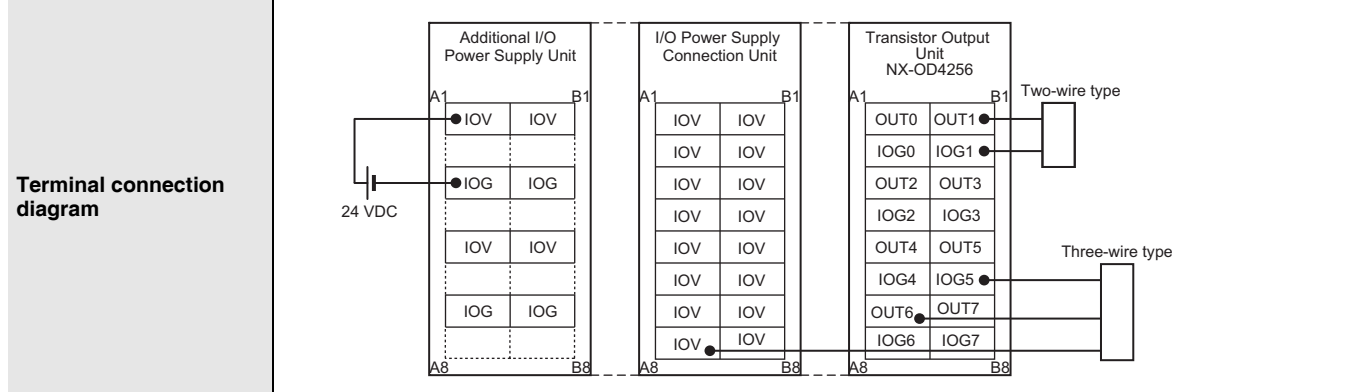 Terminal connection
diagram
24 VDC
Additional I/O
Power Supply Unit
A1 B1
IOV IOV
IOG IOG
IOV IOV
IOG IOG
A8 B8
I/O Power Supply
Connection Unit
A1 B1
IOV IOV
IOV IOV
IOV IOV
IOV IOV
IOV IOV
IOV IOV
IOV IOV
IOV IOV
A8 B8
Transistor Output
Unit
NX-OD4256
A1 B1
OUT0 OUT1
IOG0 IOG1
OUT2 OUT3
IOG2 IOG3
OUT4 OUT5
IOG4 IOG5
OUT6 OUT7
IOG6 IOG7
A8 B8
Two-wire type
Three-wire type